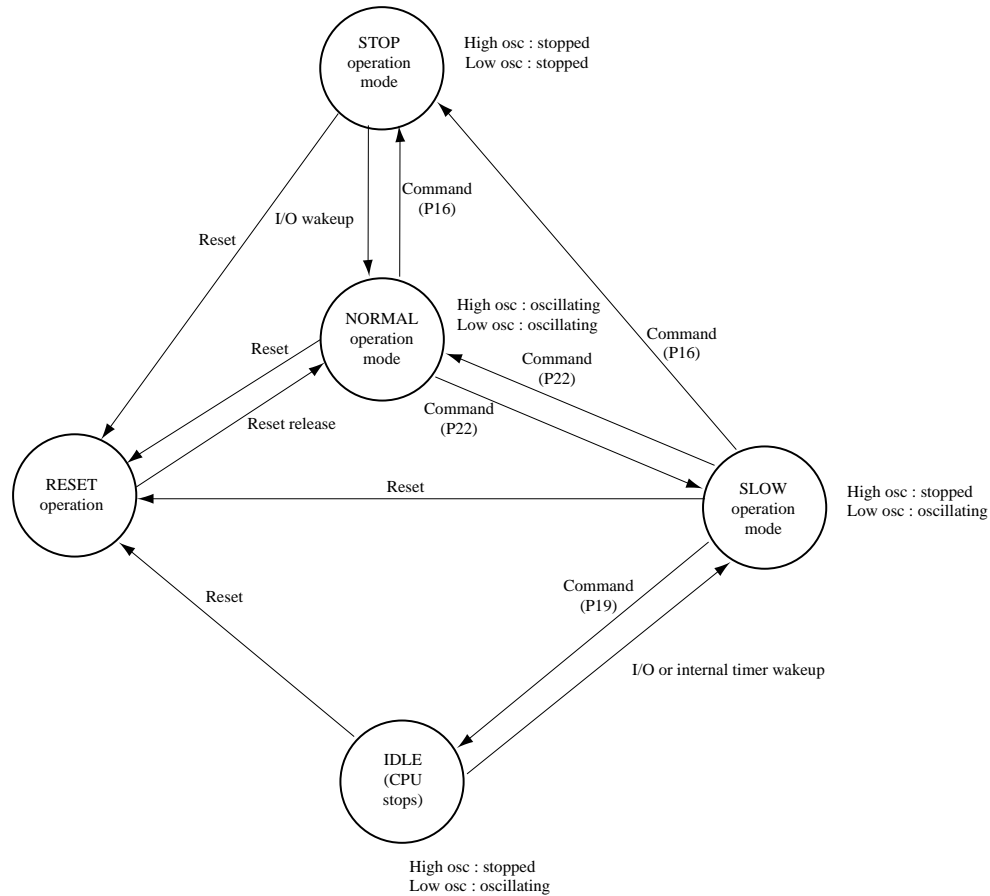 STOP
operation
mode
High osc : stopped
Low osc : stopped
Command
(P16)
I/O wakeup
Reset
NORMAL
operation
mode
High osc : oscillating
Low osc : oscillating
Command
(P16)
Reset
Command
(P22)
Command
(P22)
Reset release
RESET
operation
Reset
SLOW
operation
mode
High osc : stopped
Low osc : oscillating
Command
(P19)
Reset
I/O or internal timer wakeup
IDLE
(CPU
stops)
High osc : stopped
Low osc : oscillating